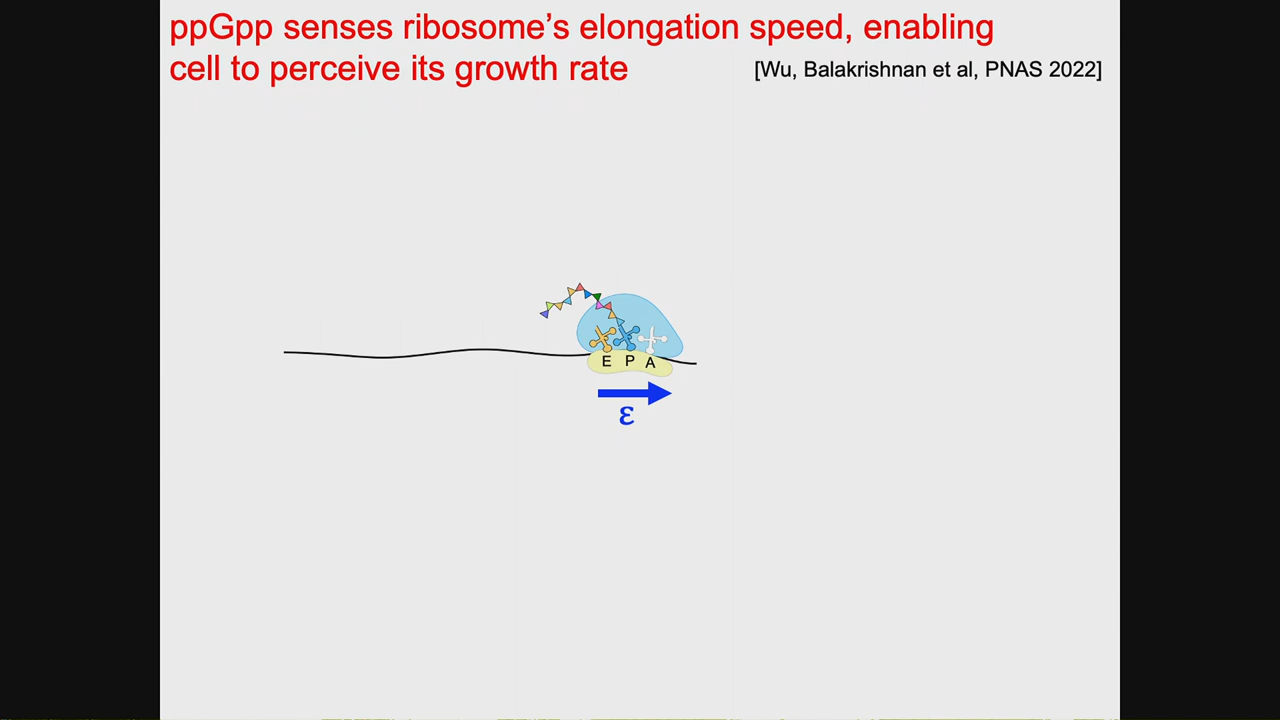 ppGpp senses ribosome’s elongation speed, enabling
cell to perceive its growth rate
[Wu, Balakrishnan et al, PNAS 2022]
E P A
ε